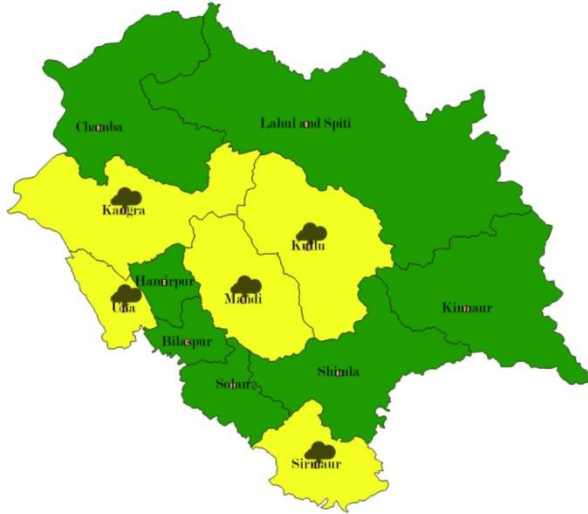 Chamba
Lahul and Spiti
Kangra
Kullu
Hamirpur
Mandi
Una
Kinnaur
Bilaspur
Shimla
Solan
Sirmaur